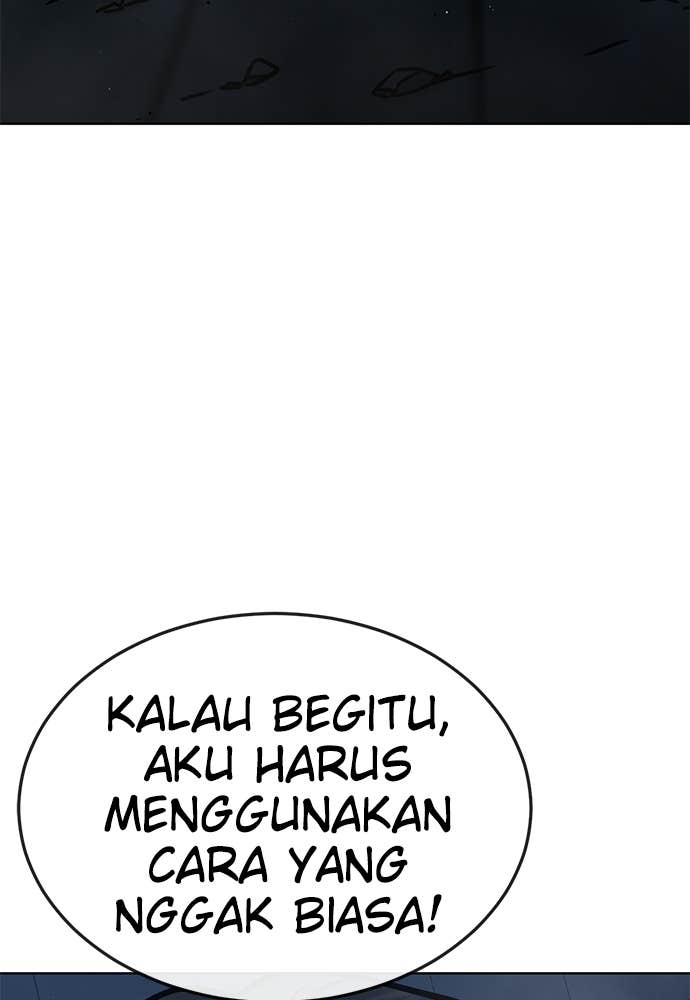 KALAU BEGITU,
AKU HARUS
MENGGUNAKAN
CARA YANG
NGGAK BIASA!